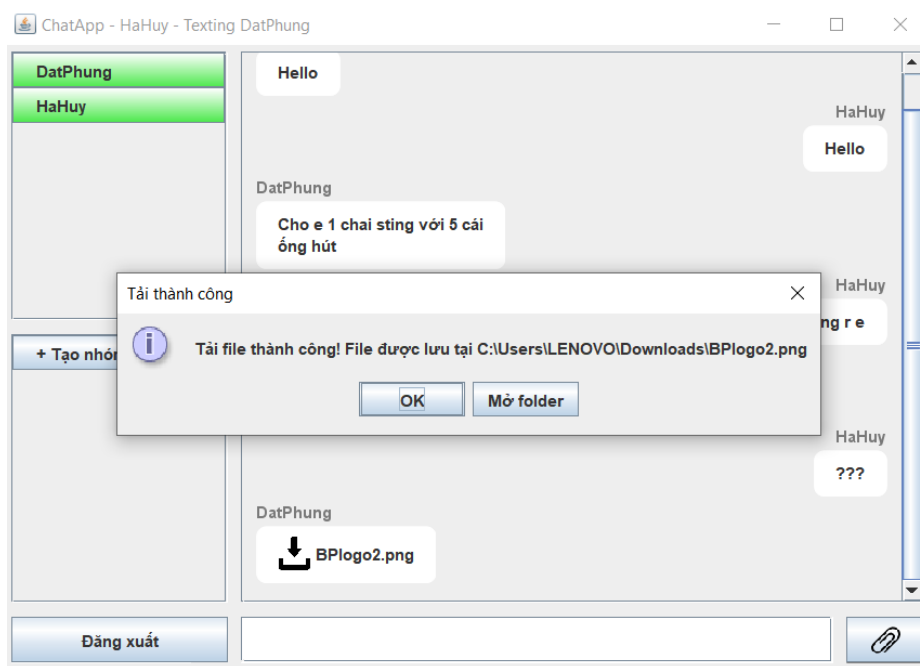 ChatApp - HaHuy - Texting DatPhung
DatPhung
HaHuy
Hello
HaHuy
Hello
DatPhung
Cho e 1 chai sting với 5 cái
ống hút
HaHuy
ng r e
+ Tạo nhó
Tải thành công
Tải file thành công! File được lưu tại C:\Users\LENOVO\Downloads\BPlogo2.png
OK
Mở folder
HaHuy
???
DatPhung
BPlogo2.png
Đăng xuất